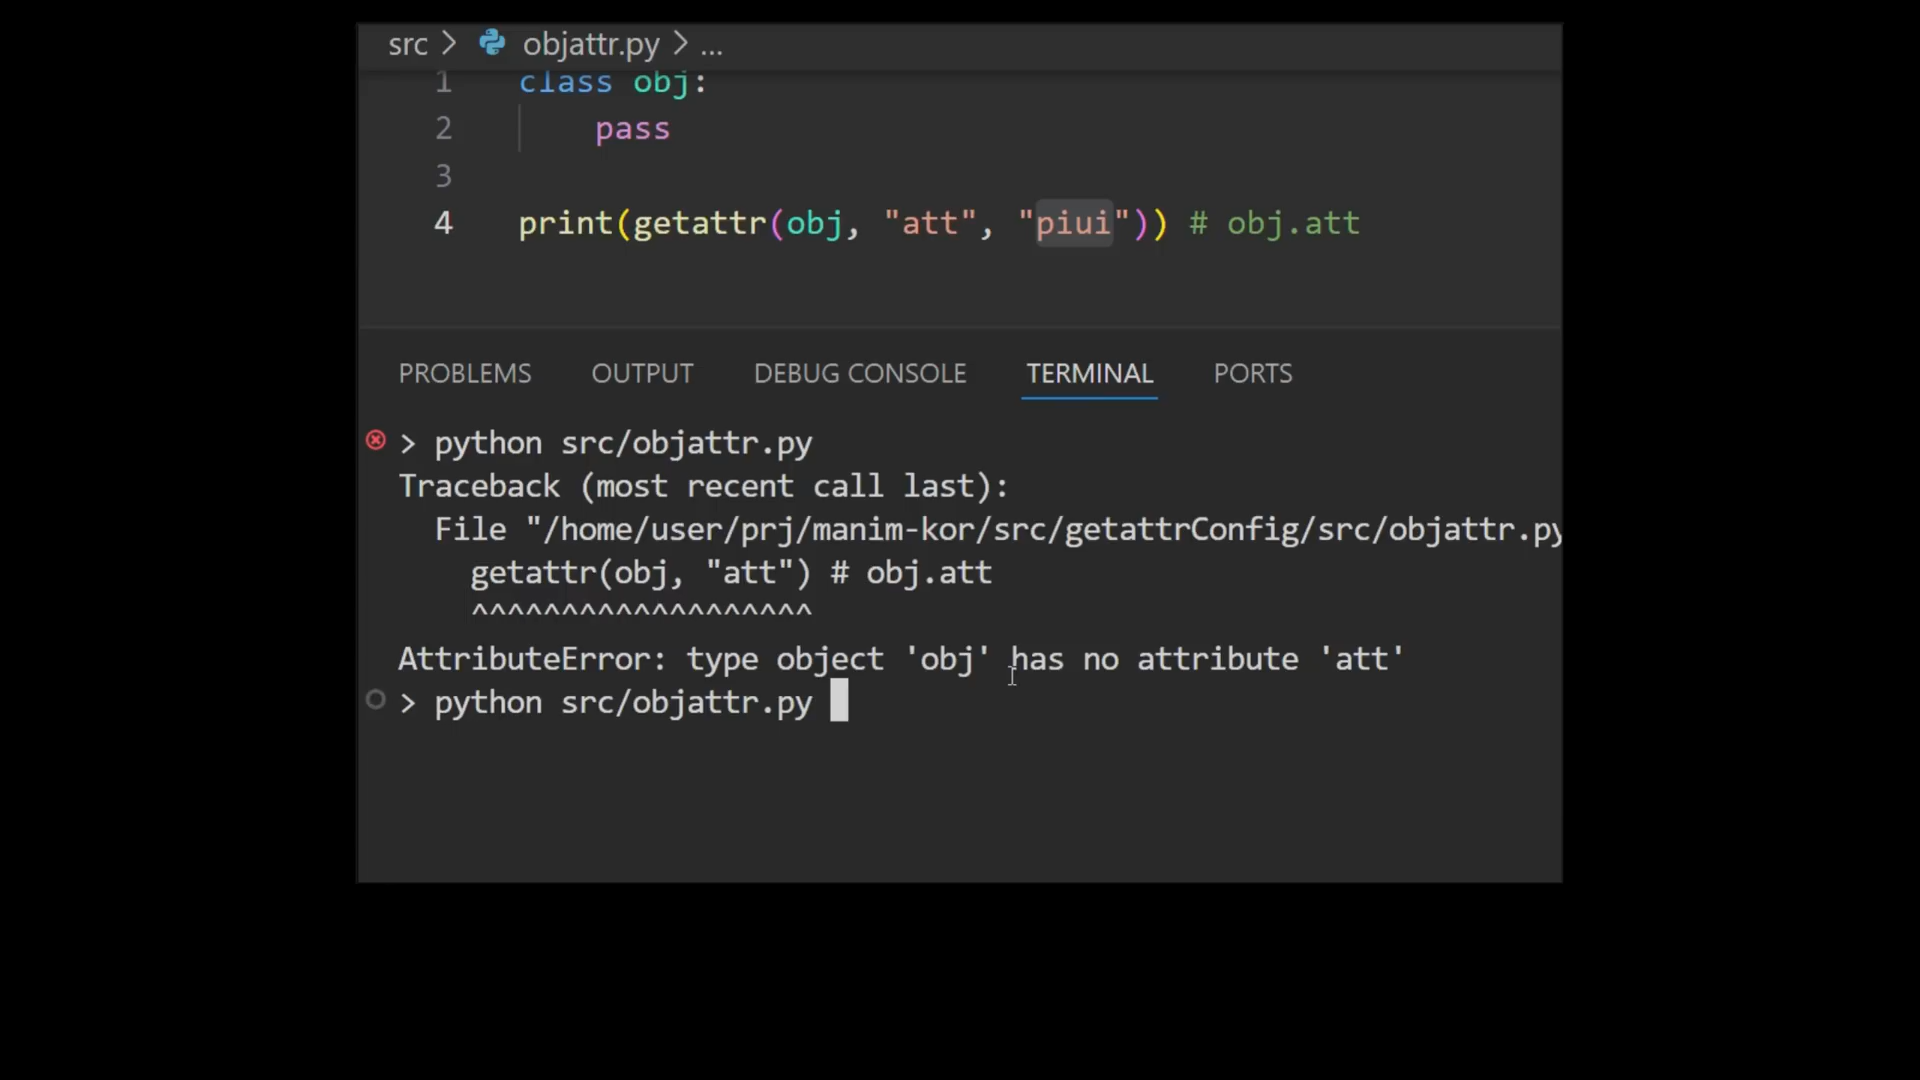 src > objattr.py > ...
1 class obj:
2 pass
3
4 print(getattr(obj, "att", "piui")) # obj.att
PROBLEMS OUTPUT DEBUG CONSOLE TERMINAL PORTS
> python src/objattr.py
Traceback (most recent call last):
File "/home/user/prj/manim-kor/src/getattrConfig/src/objattr.py
getattr(obj, "att") # obj.att
^^^^^^^^^^^^^^^^^^^
AttributeError: type object 'obj' has no attribute 'att'
> python src/objattr.py